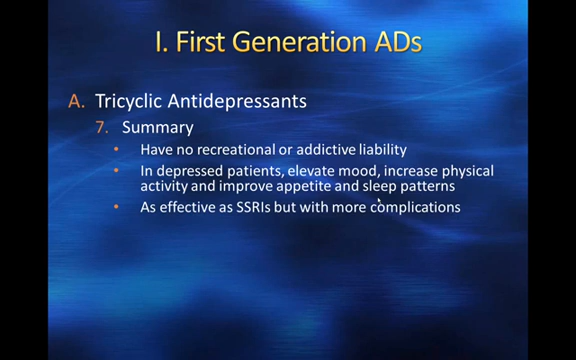 I. First Generation ADs
A. Tricyclic Antidepressants
7. Summary
• Have no recreational or addictive liability
• In depressed patients, elevate mood, increase physical
activity and improve appetite and sleep patterns
• As effective as SSRIs but with more complications